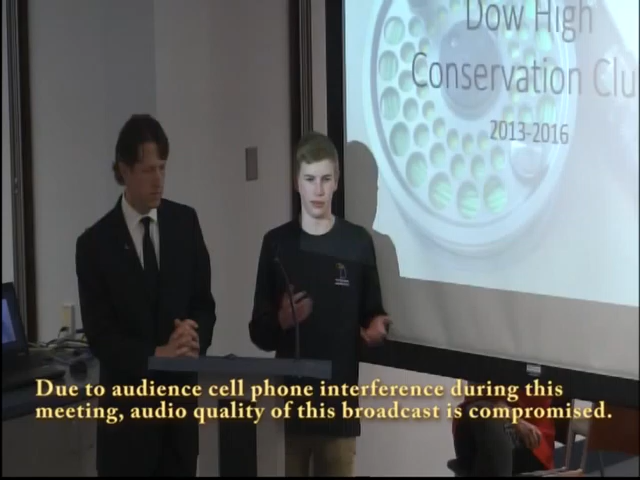 Dow High
Conservation Clu
2013-2016
Due to audience cell phone interference during this
meeting, audio quality of this broadcast is compromised.